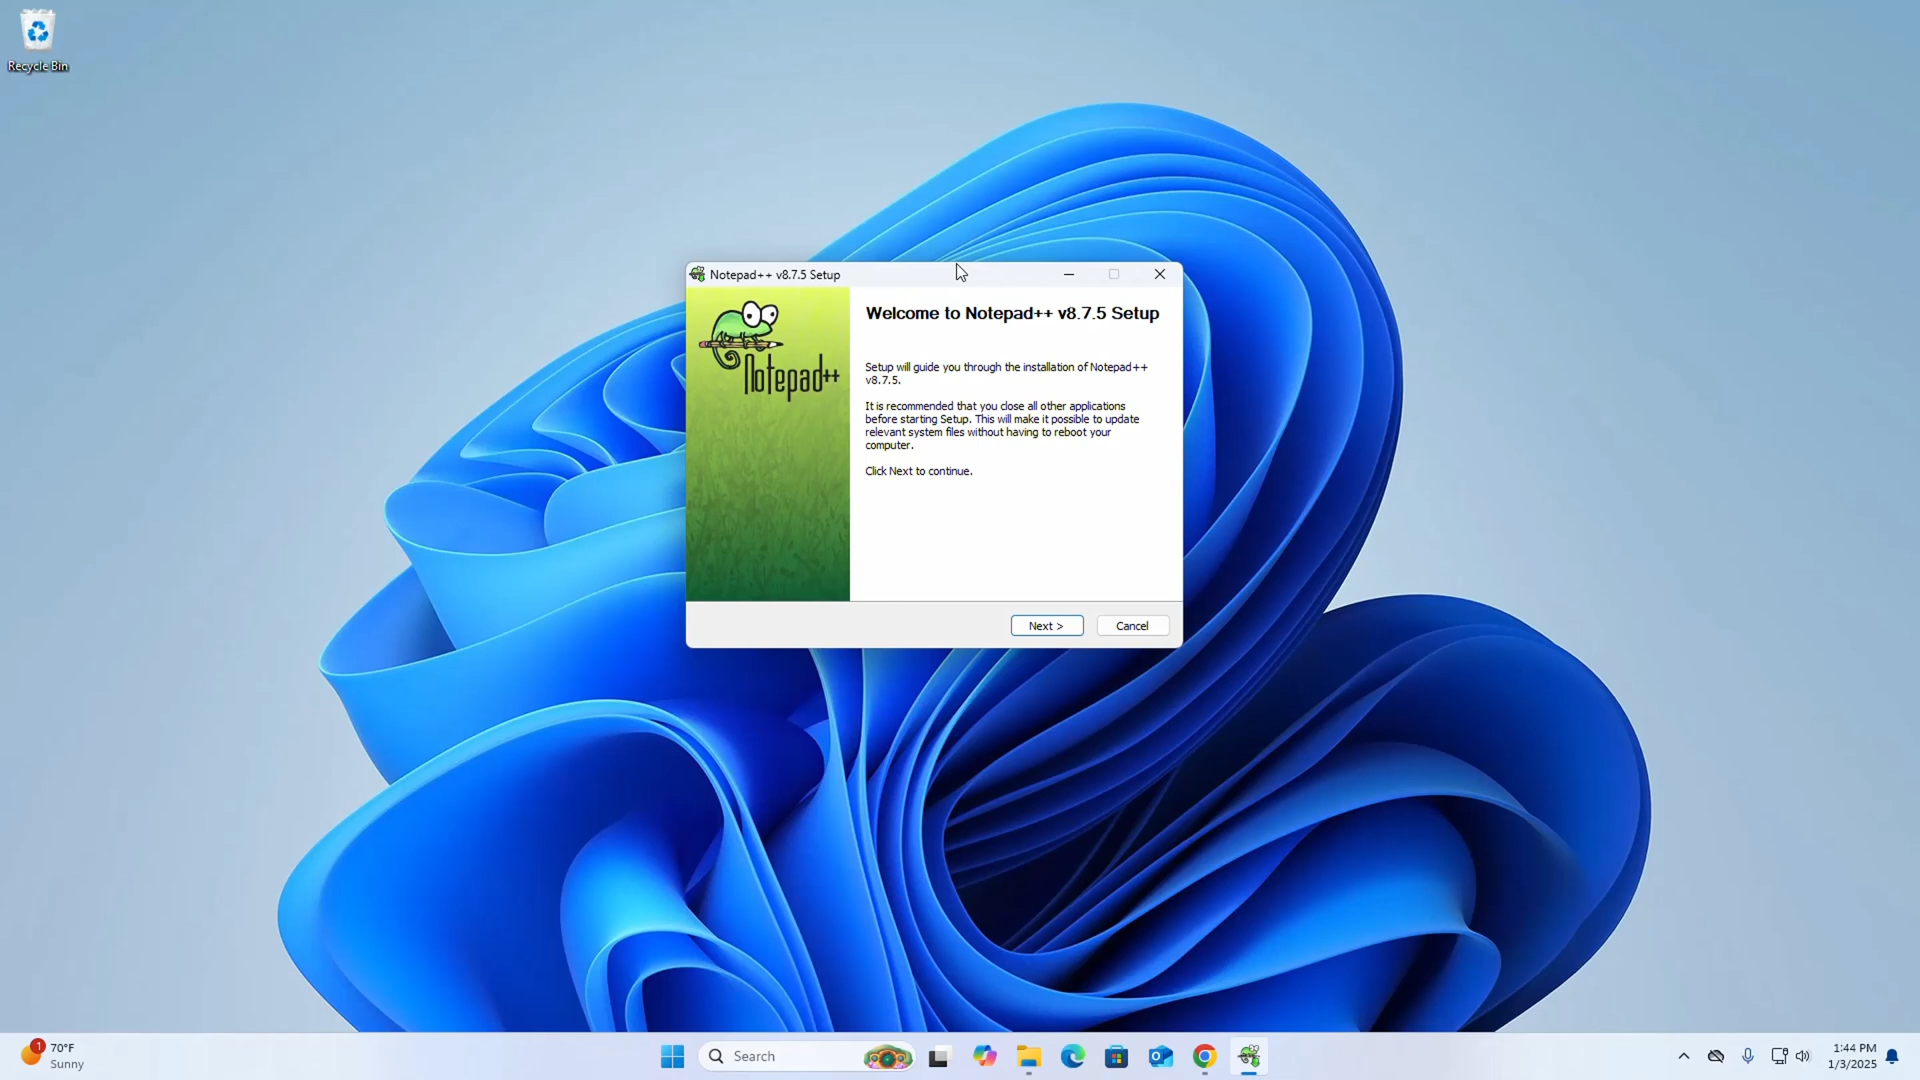 Recycle Bin
Notepad++ v8.7.5 Setup
Notepad++
Welcome to Notepad++ v8.7.5 Setup
Setup will guide you through the installation of Notepad++
v8.7.5.
It is recommended that you close all other applications
before starting Setup. This will make it possible to update
relevant system files without having to reboot your
computer.
Click Next to continue.
Next >
Cancel
1
70°F
Sunny
Search
1:44 PM
1/3/2025